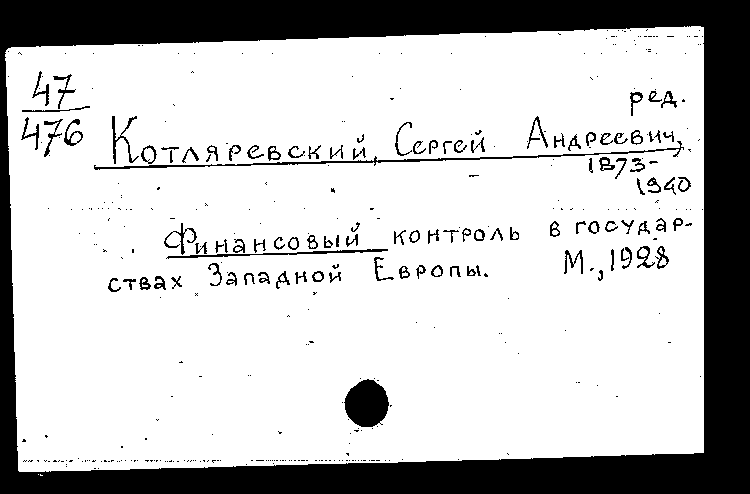 47
476
ред.
Котляревский, Сергей Андреевич,
1873-
1940
Финансовый контроль в государ-
ствах Западной Европы. М., 1928